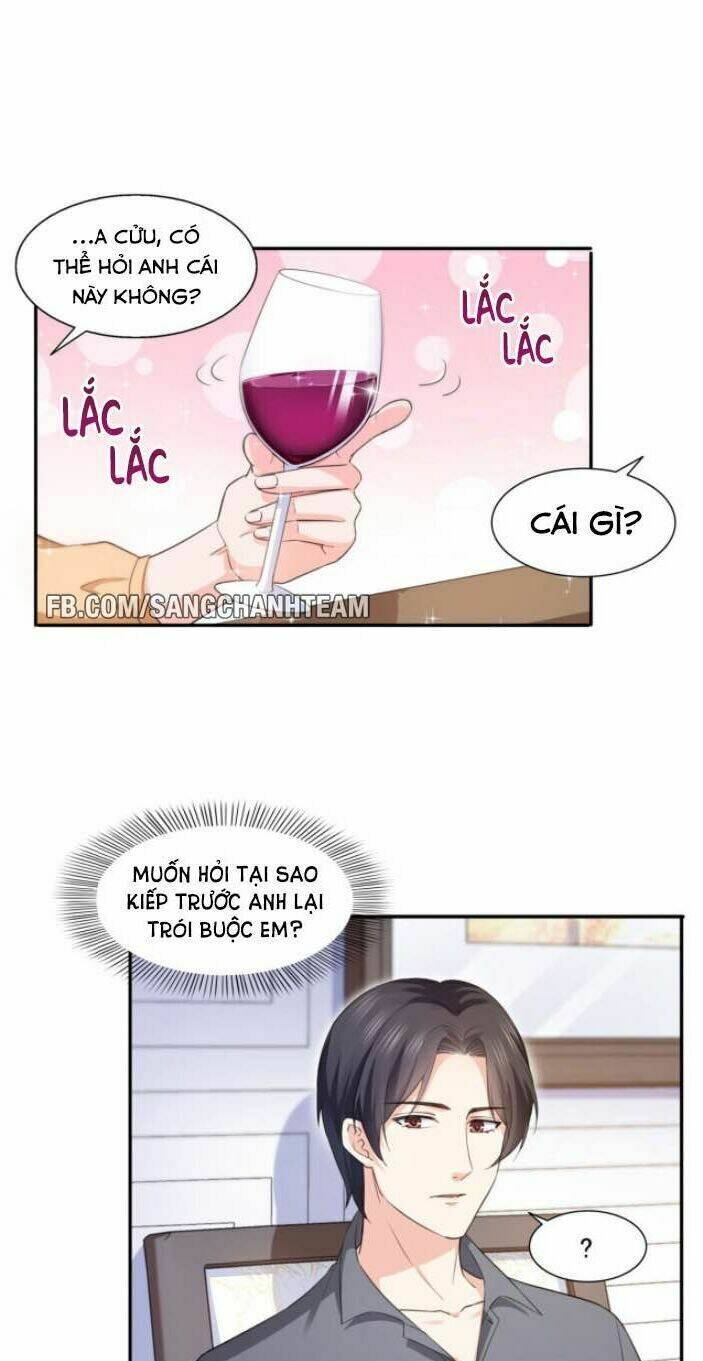 ...A CỬU, CÓ
THỂ HỎI ANH CÁI
NÀY KHÔNG?
LẮC
LẮC
LẮC
LẮC
CÁI GÌ?
FB.COM/SANGCHANHTEAM
MUỐN HỎI TẠI SAO
KIẾP TRƯỚC ANH LẠI
TRÓI BUỘC EM?
?